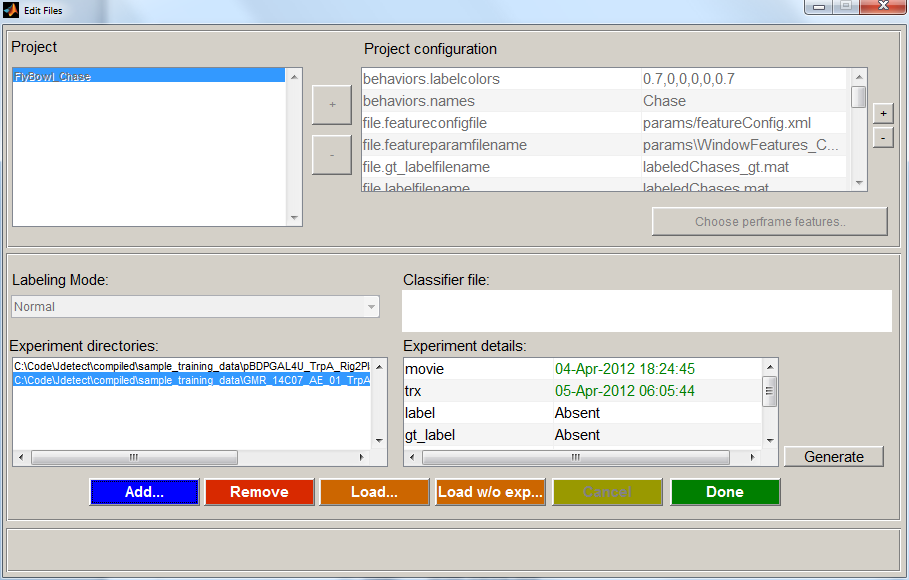 Edit Files
Project
Project configuration
FlyBowl_Chase
+
-
behaviors.labelcolors 0.7,0,0,0,0,0.7
behaviors.names Chase
file.featureconfigfile params/featureConfig.xml
file.featureparamfilename params\WindowFeatures_C...
file.gt_labelfilename labeledChases_gt.mat
file.labelfilename labeledChases.mat
+
-
Choose perframe features..
Labeling Mode:
Classifier file:
Normal
Experiment directories:
Experiment details:
C:\Code\Jdetect\compiled\sample_training_data\pBDPGAL4U_TrpA_Rig2Pl
C:\Code\Jdetect\compiled\sample_training_data\GMR_14C07_AE_01_TrpA
movie 04-Apr-2012 18:24:45
trx 05-Apr-2012 06:05:44
label Absent
gt_label Absent
Generate
Add... Remove Load... Load w/o exp... Cancel Done